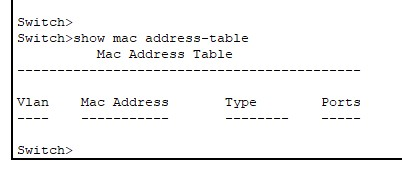 Switch>
Switch>show mac address-table
          Mac Address Table
-------------------------------------------

Vlan    Mac Address       Type        Ports
----    -----------       --------    -----

Switch>